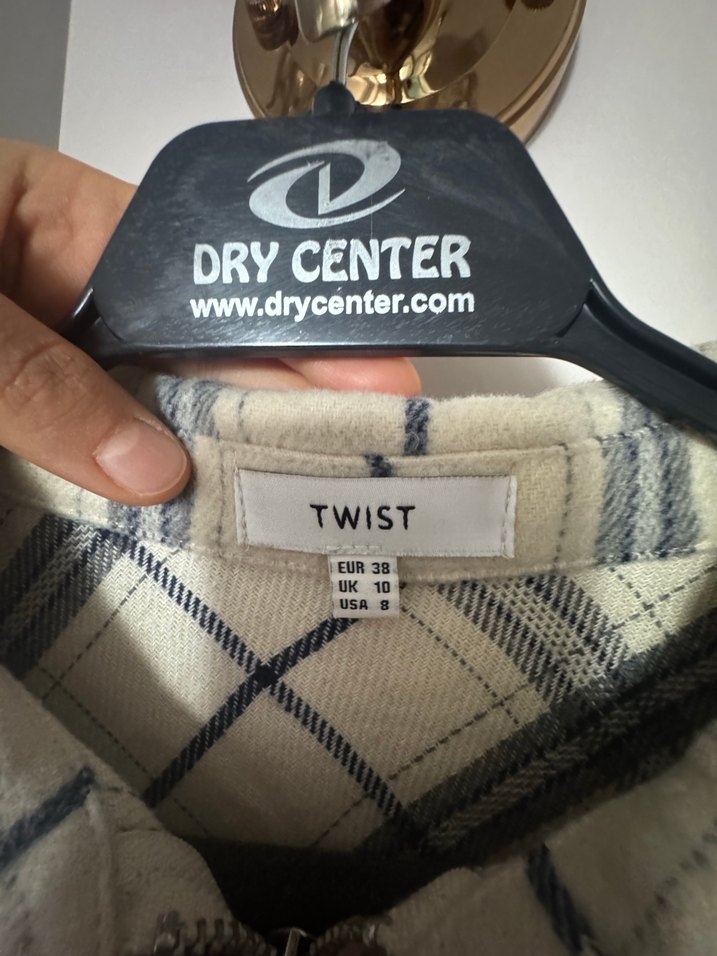 DRY CENTER
www.drycenter.com
TWIST
EUR 38
UK 10
USA 8